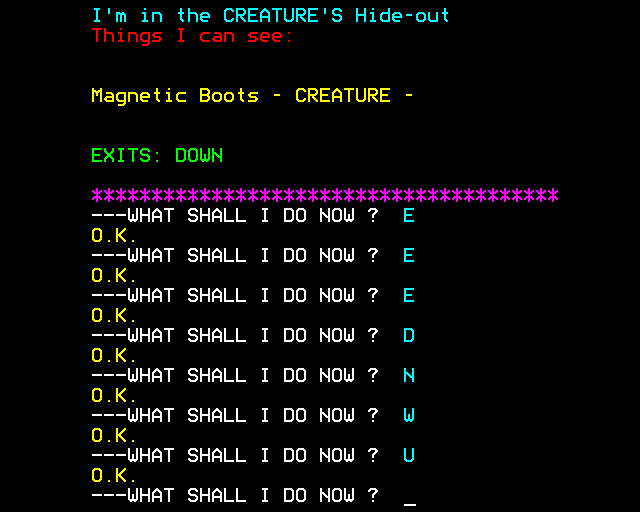 I'm in the CREATURE'S Hide-out
Things I can see:
Magnetic Boots - CREATURE -
EXITS: DOWN
***************************************
---WHAT SHALL I DO NOW ?  E
O.K.
---WHAT SHALL I DO NOW ?  E
O.K.
---WHAT SHALL I DO NOW ?  E
O.K.
---WHAT SHALL I DO NOW ?  D
O.K.
---WHAT SHALL I DO NOW ?  N
O.K.
---WHAT SHALL I DO NOW ?  W
O.K.
---WHAT SHALL I DO NOW ?  U
O.K.
---WHAT SHALL I DO NOW ?  _